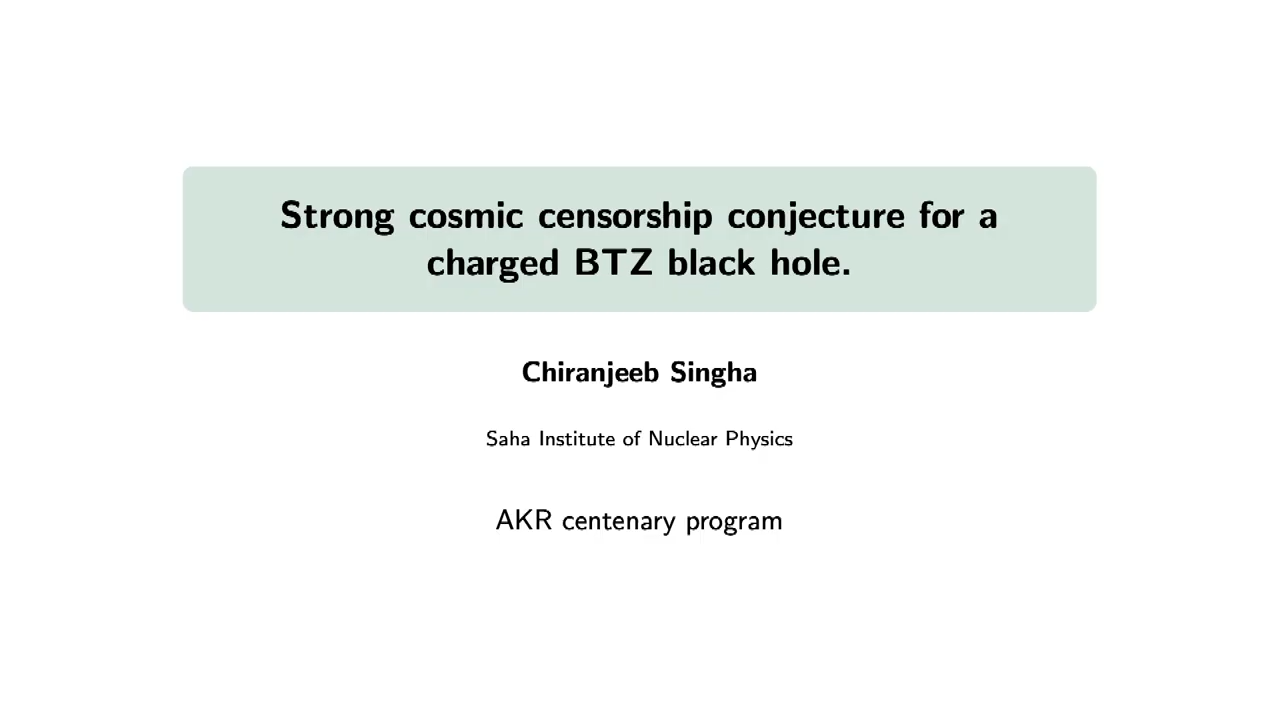 Strong cosmic censorship conjecture for a
charged BTZ black hole.
Chiranjeeb Singha
Saha Institute of Nuclear Physics
AKR centenary program